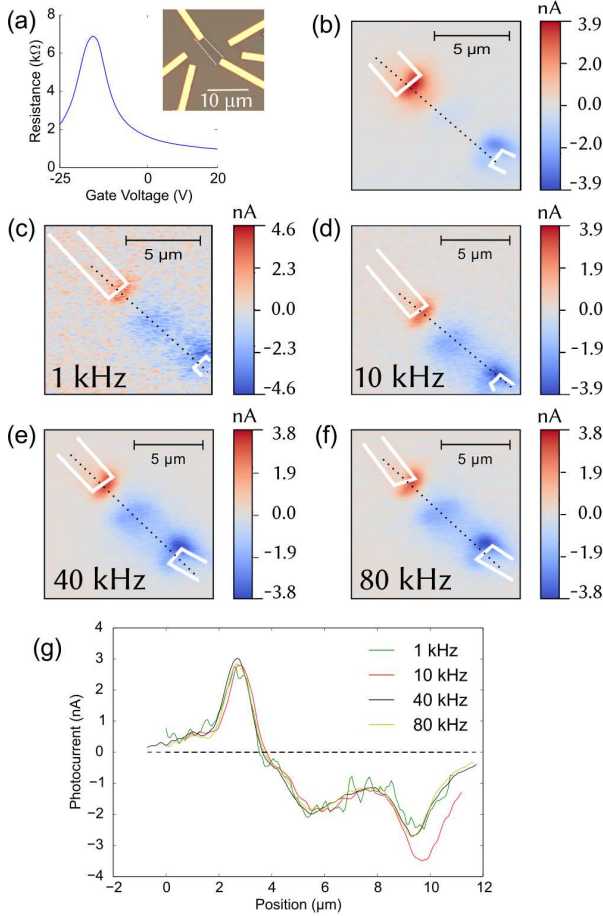 (a)
Resistance (kΩ)
8
6
4
2
0
-25
0
20
Gate Voltage (V)
10 μm
(b)
5 μm
nA
3.9
2.0
0.0
−2.0
−3.9
(c)
5 μm
1 kHz
nA
4.6
2.3
0.0
−2.3
−4.6
(d)
5 μm
10 kHz
nA
3.9
2.0
0.0
−2.0
−3.9
(e)
5 μm
40 kHz
nA
3.8
1.9
0.0
−1.9
−3.8
(f)
5 μm
80 kHz
nA
3.8
1.9
0.0
−1.9
−3.8
(g)
Photocurrent (nA)
4
3
2
1
0
−1
−2
−3
−4
1 kHz
10 kHz
40 kHz
80 kHz
−2
0
2
4
6
8
10
12
Position (μm)